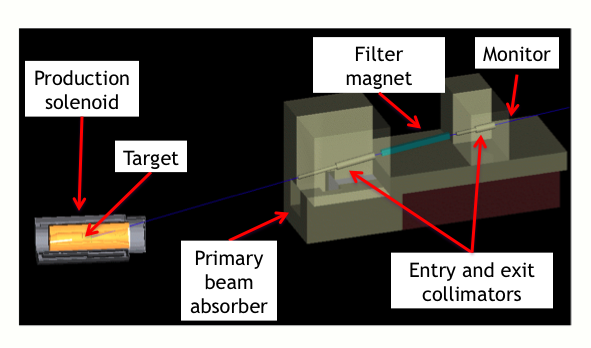 Production
solenoid
Target
Filter
magnet
Monitor
Primary
beam
absorber
Entry and exit
collimators